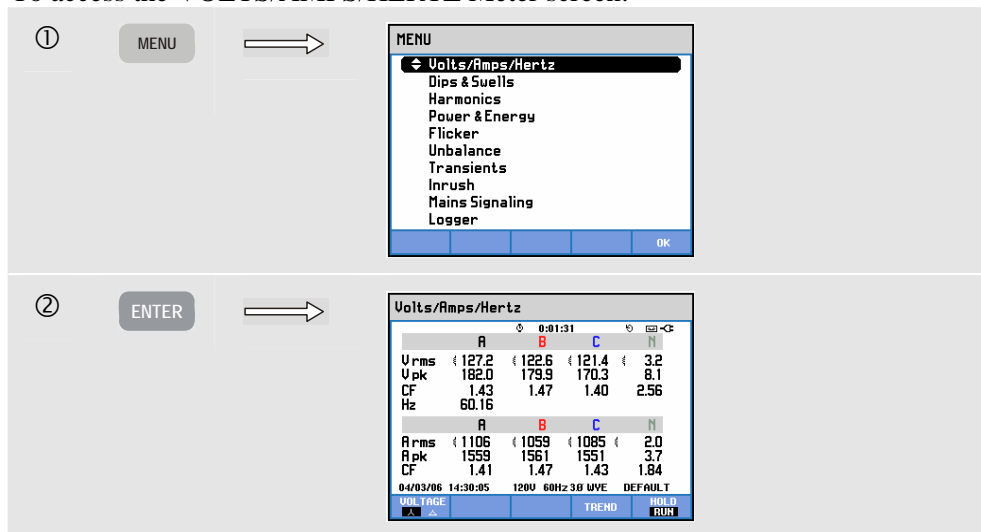 To access the VOLTS/AMPS/HERTZ Meter screen:
① MENU
MENU
Volts/Amps/Hertz
Dips & Swells
Harmonics
Power & Energy
Flicker
Unbalance
Transients
Inrush
Mains Signaling
Logger
OK
② ENTER
Volts/Amps/Hertz
0:01:31
A B C N
V rms 127.2 122.6 121.4 3.2
V pk 182.0 179.9 170.3 8.1
CF 1.43 1.47 1.40 2.56
Hz 60.16
A B C N
A rms 1106 1059 1085 2.0
A pk 1559 1561 1551 3.7
CF 1.41 1.47 1.43 1.84
04/03/06 14:30:05 120V 60Hz 3Ø WYE DEFAULT
VOLTAGE TREND HOLD
RUN